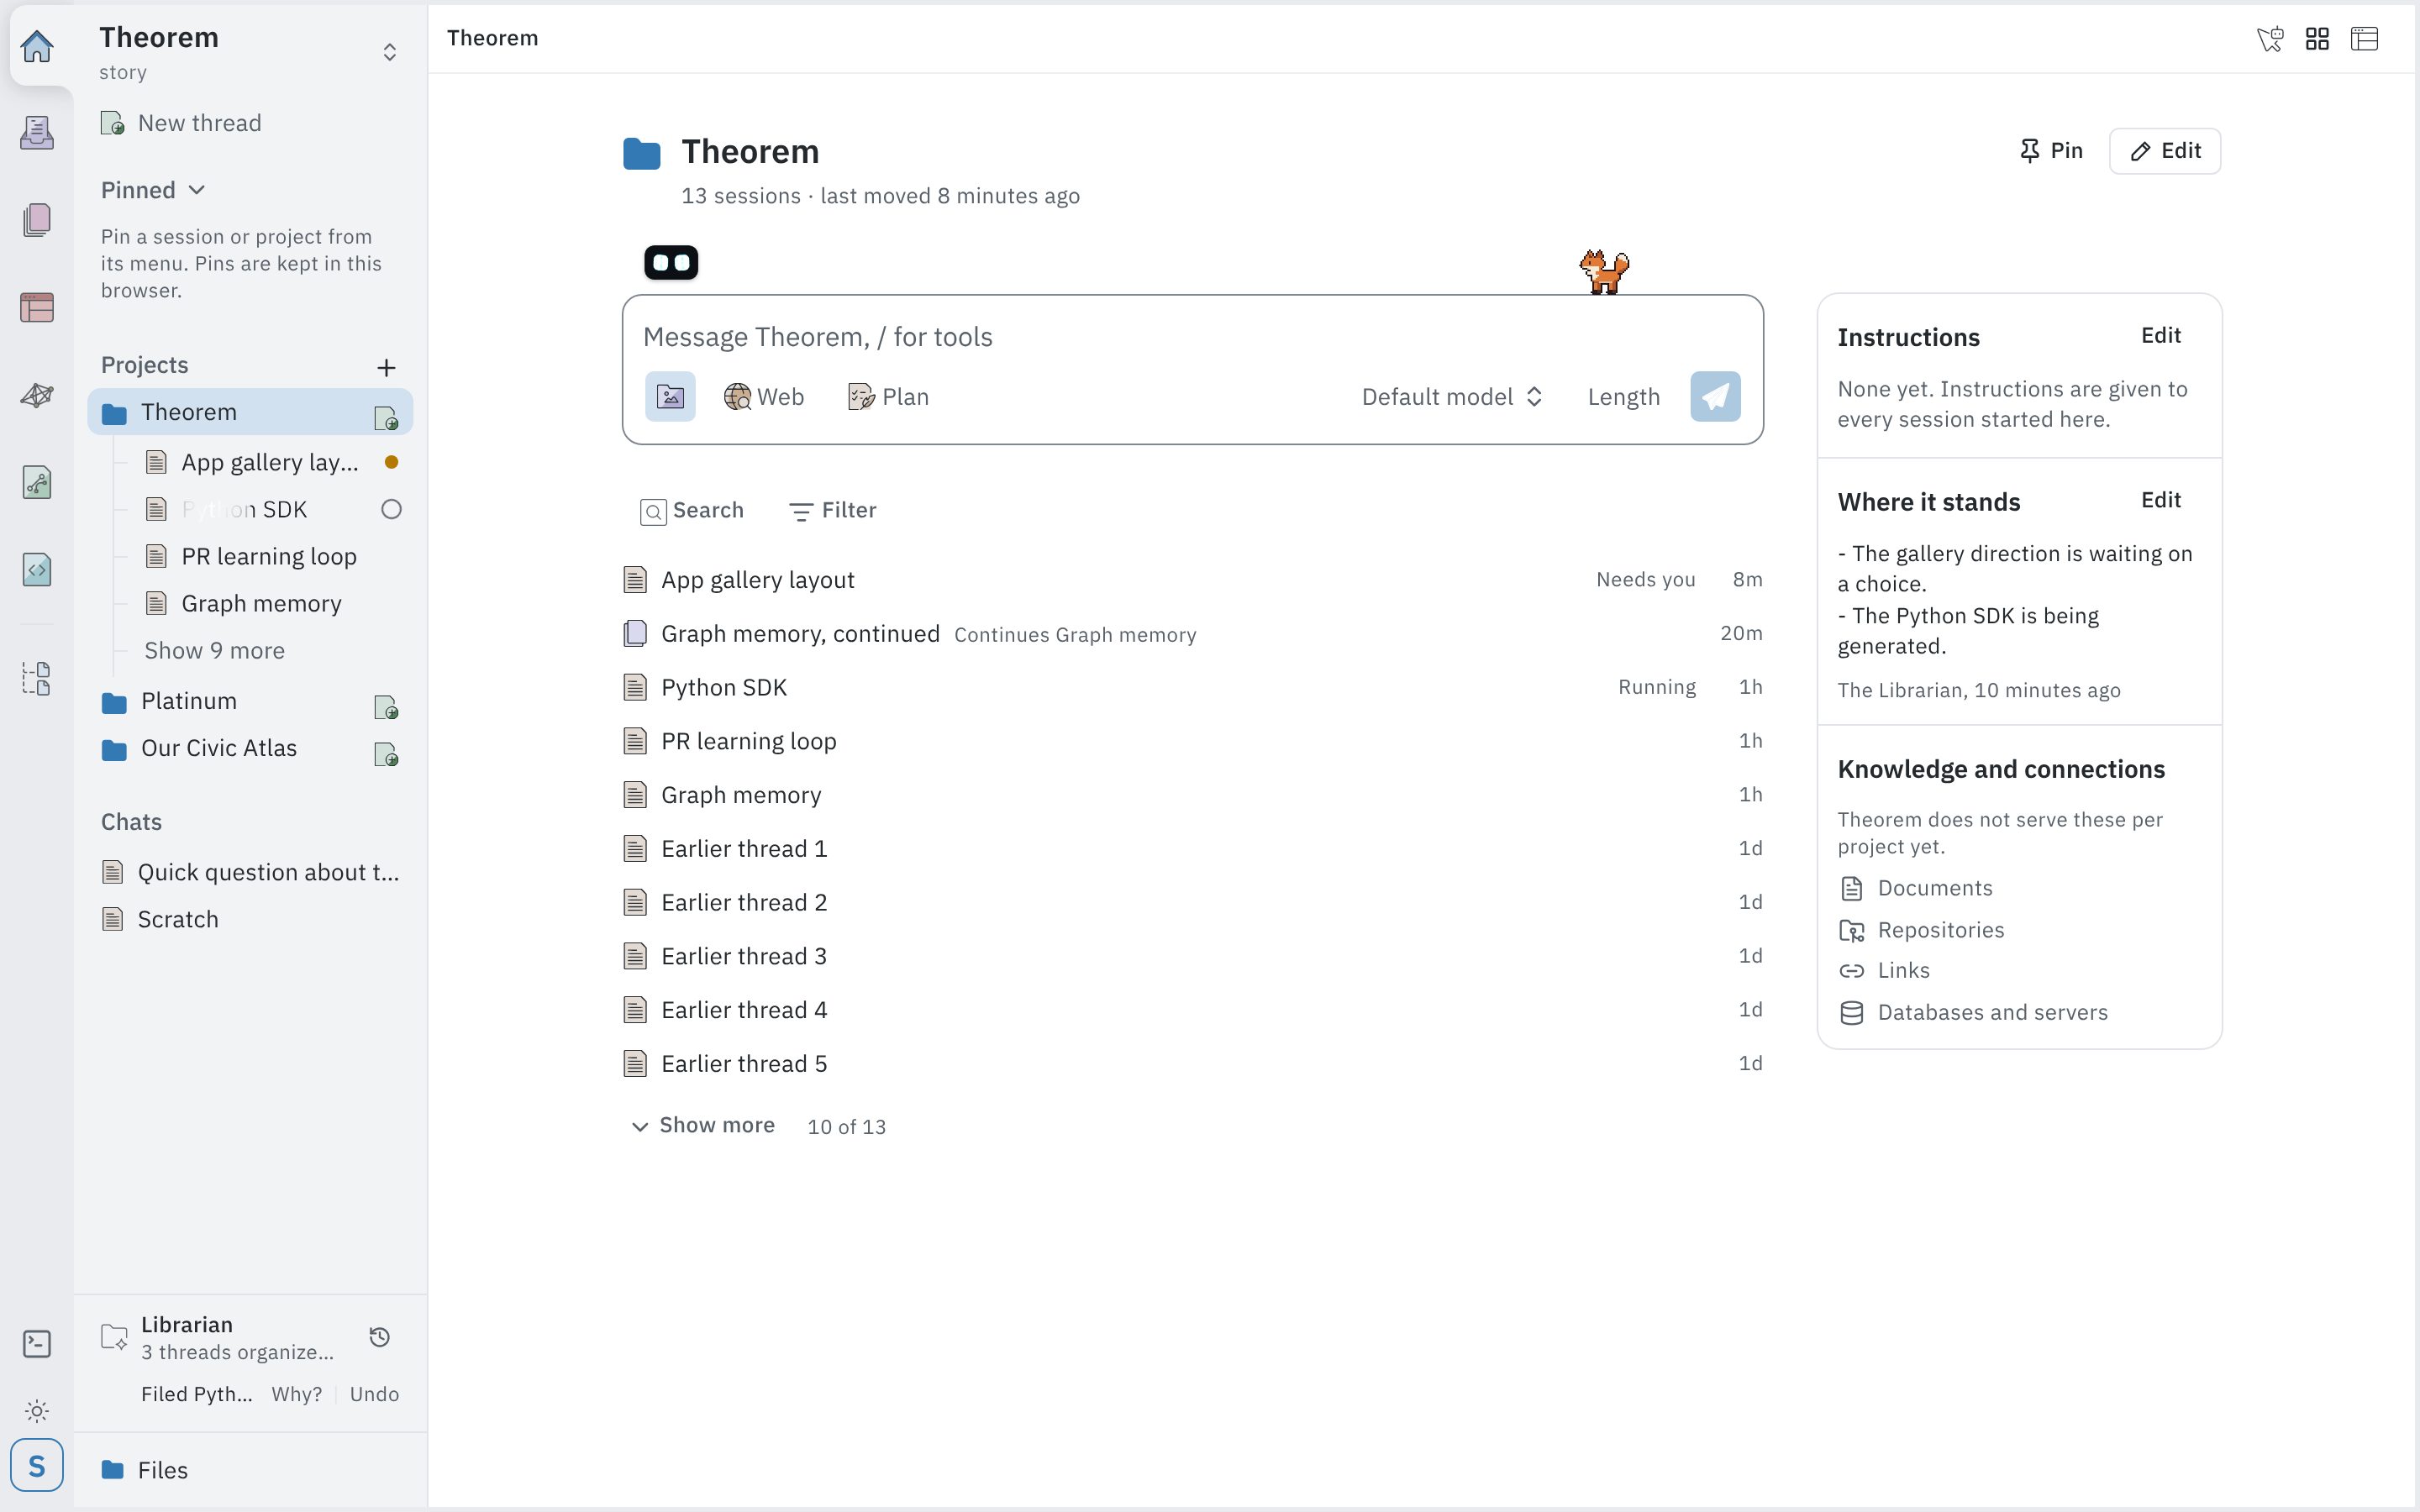 Theorem
story
New thread
Pinned
Pin a session or project from
its menu. Pins are kept in this
browser.
Projects
Theorem
App gallery lay...
Python SDK
PR learning loop
Graph memory
Show 9 more
Platinum
Our Civic Atlas
Chats
Quick question about t...
Scratch
Librarian
3 threads organize...
Filed Pyth... Why? Undo
S
Files
Theorem
Theorem
13 sessions · last moved 8 minutes ago
Pin
Edit
Message Theorem, / for tools
Web
Plan
Default model
Length
Search
Filter
App gallery layout Needs you 8m
Graph memory, continued Continues Graph memory 20m
Python SDK Running 1h
PR learning loop 1h
Graph memory 1h
Earlier thread 1 1d
Earlier thread 2 1d
Earlier thread 3 1d
Earlier thread 4 1d
Earlier thread 5 1d
Show more 10 of 13
Instructions Edit
None yet. Instructions are given to
every session started here.
Where it stands Edit
- The gallery direction is waiting on
a choice.
- The Python SDK is being
generated.
The Librarian, 10 minutes ago
Knowledge and connections
Theorem does not serve these per
project yet.
Documents
Repositories
Links
Databases and servers